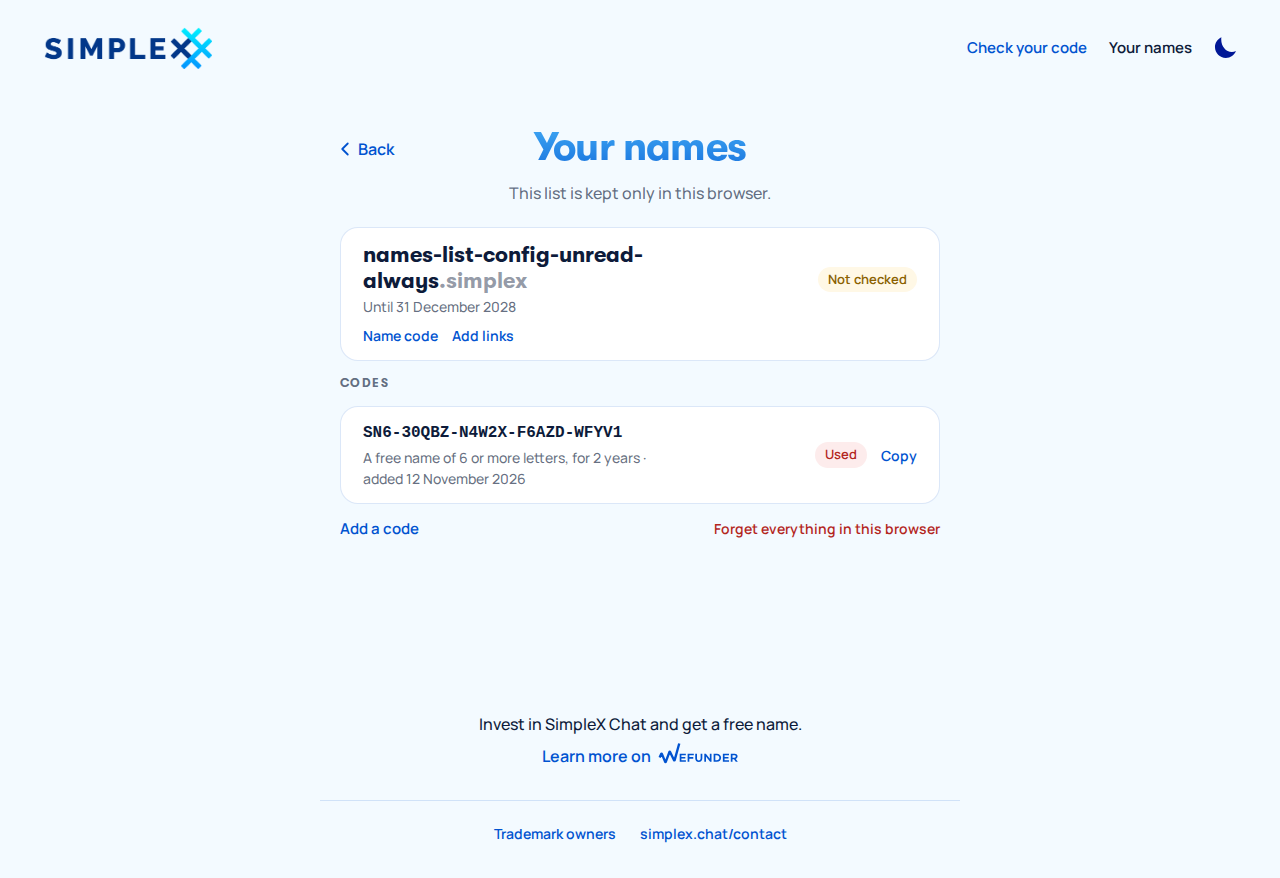 SIMPLEX
Check your code
Your names
Back
Your names
This list is kept only in this browser.
names-list-config-unread-
always.simplex
Not checked
Until 31 December 2028
Name code
Add links
CODES
SN6-30QBZ-N4W2X-F6AZD-WFYV1
A free name of 6 or more letters, for 2 years ·
added 12 November 2026
Used
Copy
Add a code
Forget everything in this browser
Invest in SimpleX Chat and get a free name.
Learn more on WEFUNDER
Trademark owners
simplex.chat/contact